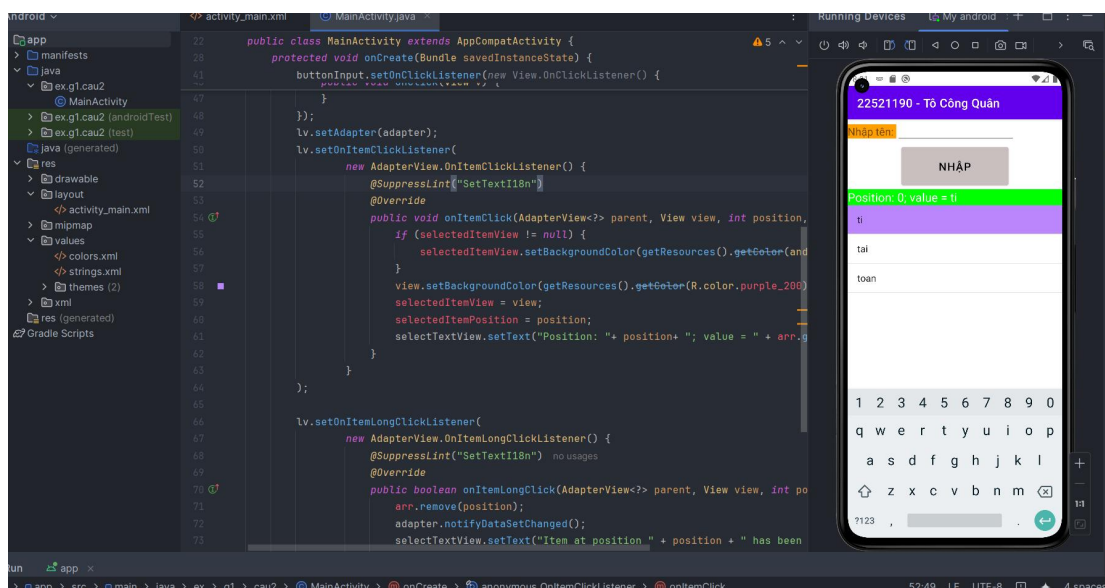 Android
activity_main.xml
MainActivity.java
Running Devices
My android
app
manifests
java
ex.g1.cau2
MainActivity
ex.g1.cau2 (androidTest)
ex.g1.cau2 (test)
java (generated)
res
drawable
layout
activity_main.xml
mipmap
values
colors.xml
strings.xml
themes (2)
xml
res (generated)
Gradle Scripts
22 public class MainActivity extends AppCompatActivity {
28 protected void onCreate(Bundle savedInstanceState) {
41 buttonInput.setOnClickListener(new View.OnClickListener() {
47 }
48 });
49 lv.setAdapter(adapter);
50 lv.setOnItemClickListener(
51 new AdapterView.OnItemClickListener() {
52 @SuppressLint("SetTextI18n")
53 @Override
54 public void onItemClick(AdapterView<?> parent, View view, int position,
55 if (selectedItemView != null) {
56 selectedItemView.setBackgroundColor(getResources().getColor(and
57 }
58 view.setBackgroundColor(getResources().getColor(R.color.purple_200)
59 selectedItemView = view;
60 selectedItemPosition = position;
61 selectTextView.setText("Position: "+ position+ "; value = " + arr.g
62 }
63 }
64 );
65
66 lv.setOnItemLongClickListener(
67 new AdapterView.OnItemLongClickListener() {
68 @SuppressLint("SetTextI18n") no usages
69 @Override
70 public boolean onItemLongClick(AdapterView<?> parent, View view, int po
71 arr.remove(position);
72 adapter.notifyDataSetChanged();
73 selectTextView.setText("Item at position " + position + " has been
5
22521190 - Tô Công Quân
Nhập tên:
NHẬP
Position: 0; value = ti
ti
tai
toan
1 2 3 4 5 6 7 8 9 0
q w e r t y u i o p
a s d f g h j k l
z x c v b n m
?123 , .
1:1
Run app
app > src > main > java > ex > g1 > cau2 > MainActivity > onCreate > anonymous OnItemClickListener > onItemClick
52:49 LF UTF-8 4 spaces